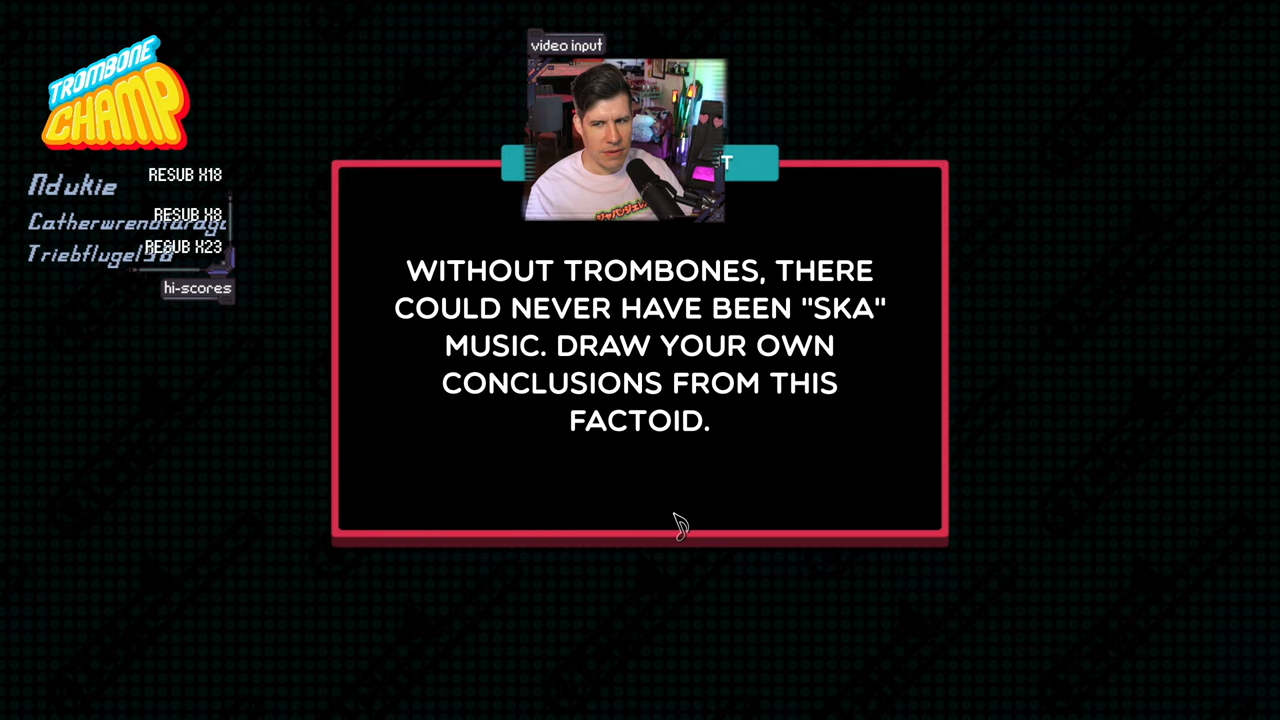 TROMBONE
CHAMP
video input
T
Ndukie
RESUB X18
RESUB X8
Triebflugel
RESUB X23
hi-scores
WITHOUT TROMBONES, THERE
COULD NEVER HAVE BEEN "SKA"
MUSIC. DRAW YOUR OWN
CONCLUSIONS FROM THIS
FACTOID.